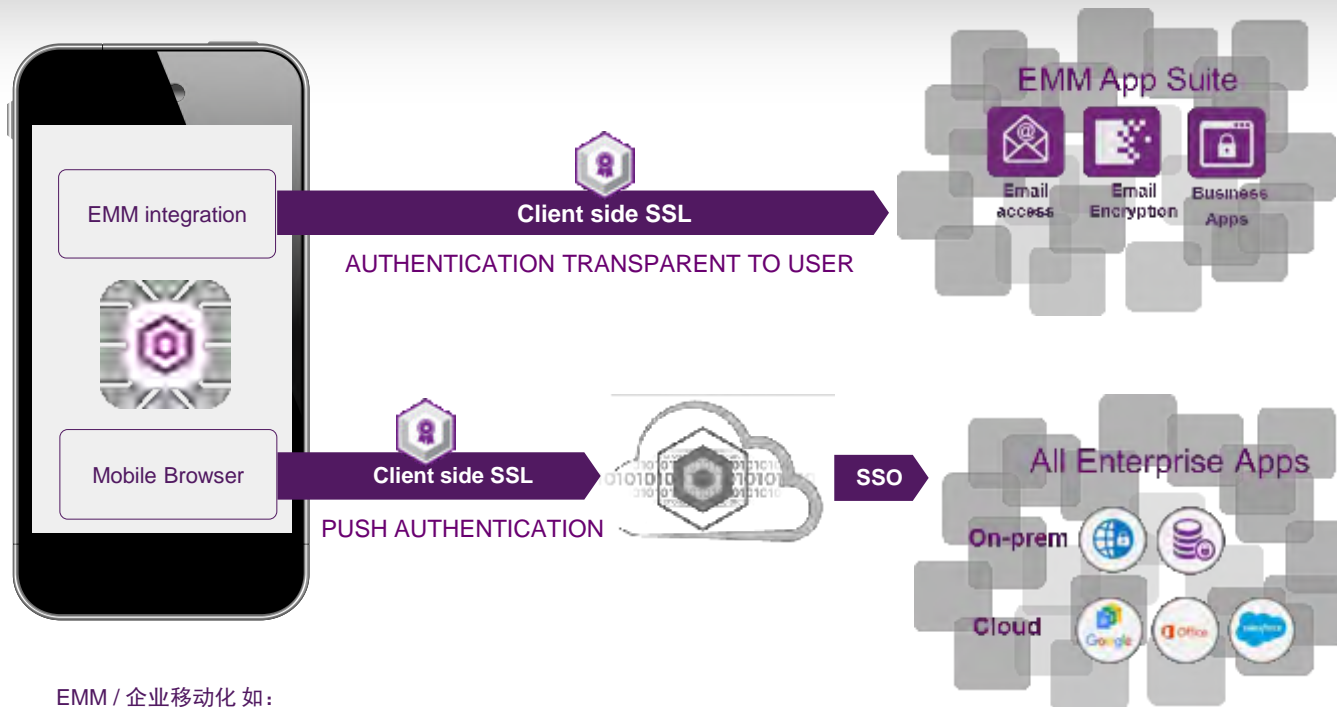 EMM App Suite
Email access
Email Encryption
Business Apps
EMM integration
Client side SSL
AUTHENTICATION TRANSPARENT TO USER
Mobile Browser
Client side SSL
PUSH AUTHENTICATION
SSO
All Enterprise Apps
On-prem
Cloud
Google
Office
salesforce
EMM / 企业移动化 如：